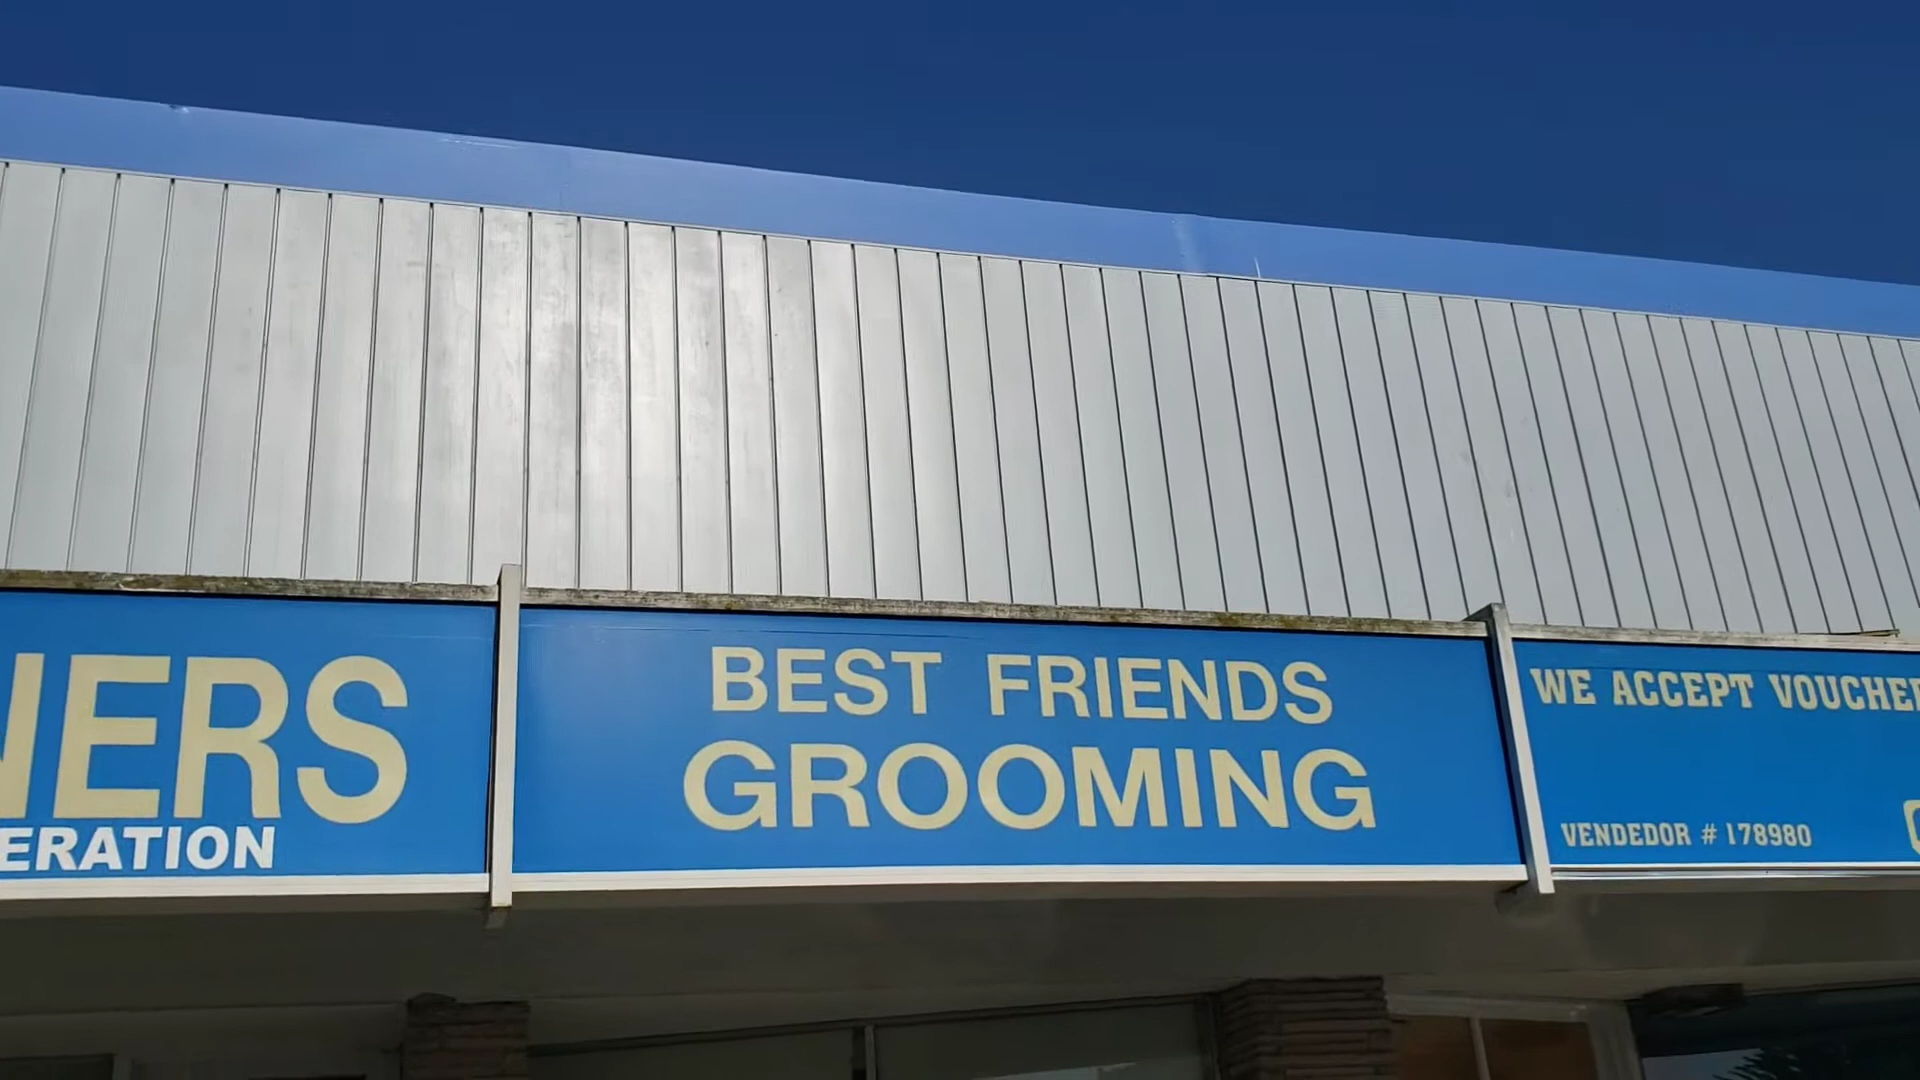 NERS
ERATION
BEST FRIENDS
GROOMING
WE ACCEPT VOUCHE
VENDEDOR # 178980